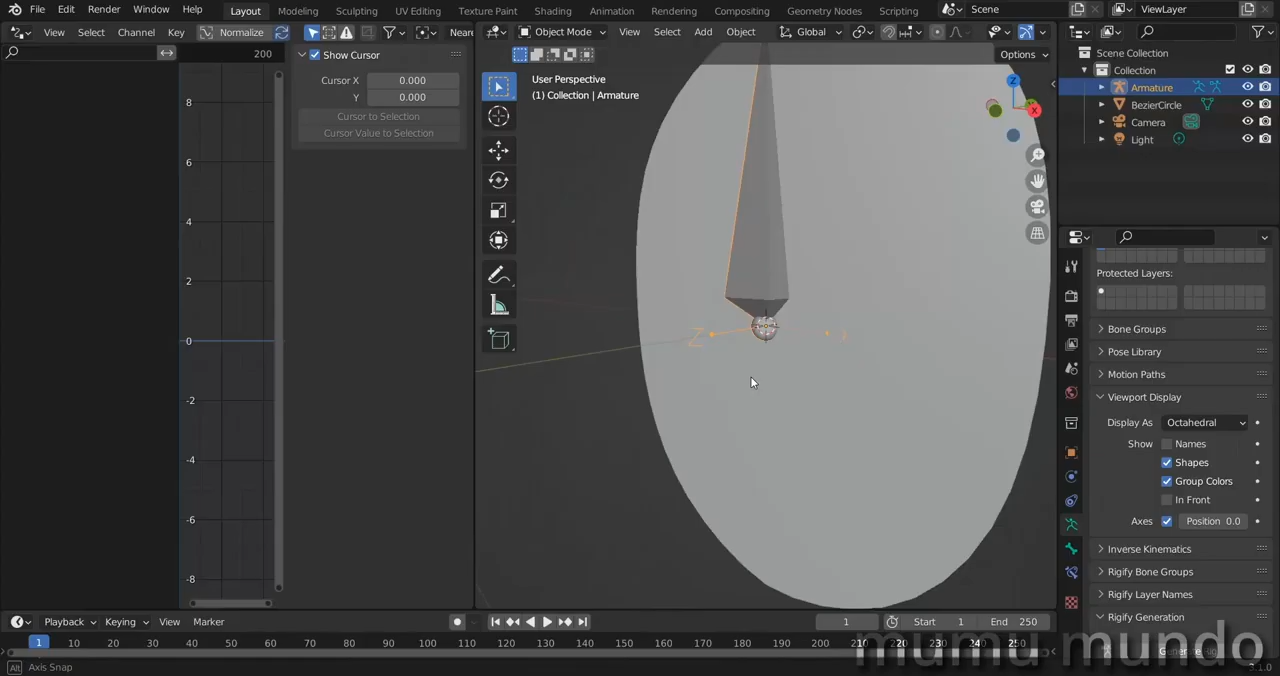 File Edit Render Window Help
Layout Modeling Sculpting UV Editing Texture Paint Shading Animation Rendering Compositing Geometry Nodes Scripting
Scene
ViewLayer
View Select Channel Key Normalize Neare
Object Mode View Select Add Object Global
200
Options
Show Cursor
Cursor X 0.000
Y 0.000
Cursor to Selection
Cursor Value to Selection
8
6
4
2
0
-2
-4
-6
-8
User Perspective
(1) Collection | Armature
Z
X
Z
Scene Collection
Collection
Armature
BezierCircle
Camera
Light
Protected Layers:
Bone Groups
Pose Library
Motion Paths
Viewport Display
Display As Octahedral
Show Names
Shapes
Group Colors
In Front
Axes Position 0.0
Inverse Kinematics
Rigify Bone Groups
Rigify Layer Names
Rigify Generation
Playback Keying View Marker
1 Start 1 End 250
1 10 20 30 40 50 60 70 80 90 100 110 120 130 140 150 160 170 180 190 200 210 220 230 240 250
mumu mundo
Alt Axis Snap
3.1.0